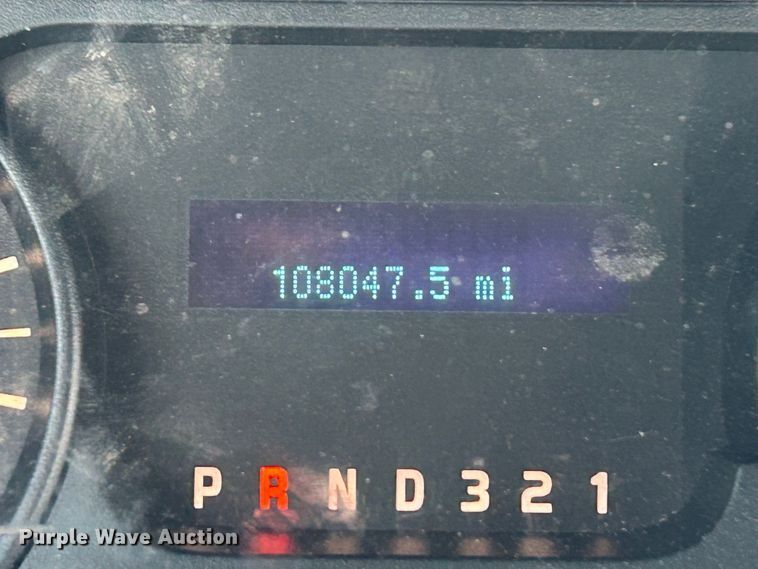 108047.5 mi
P R N D 3 2 1
Purple Wave Auction